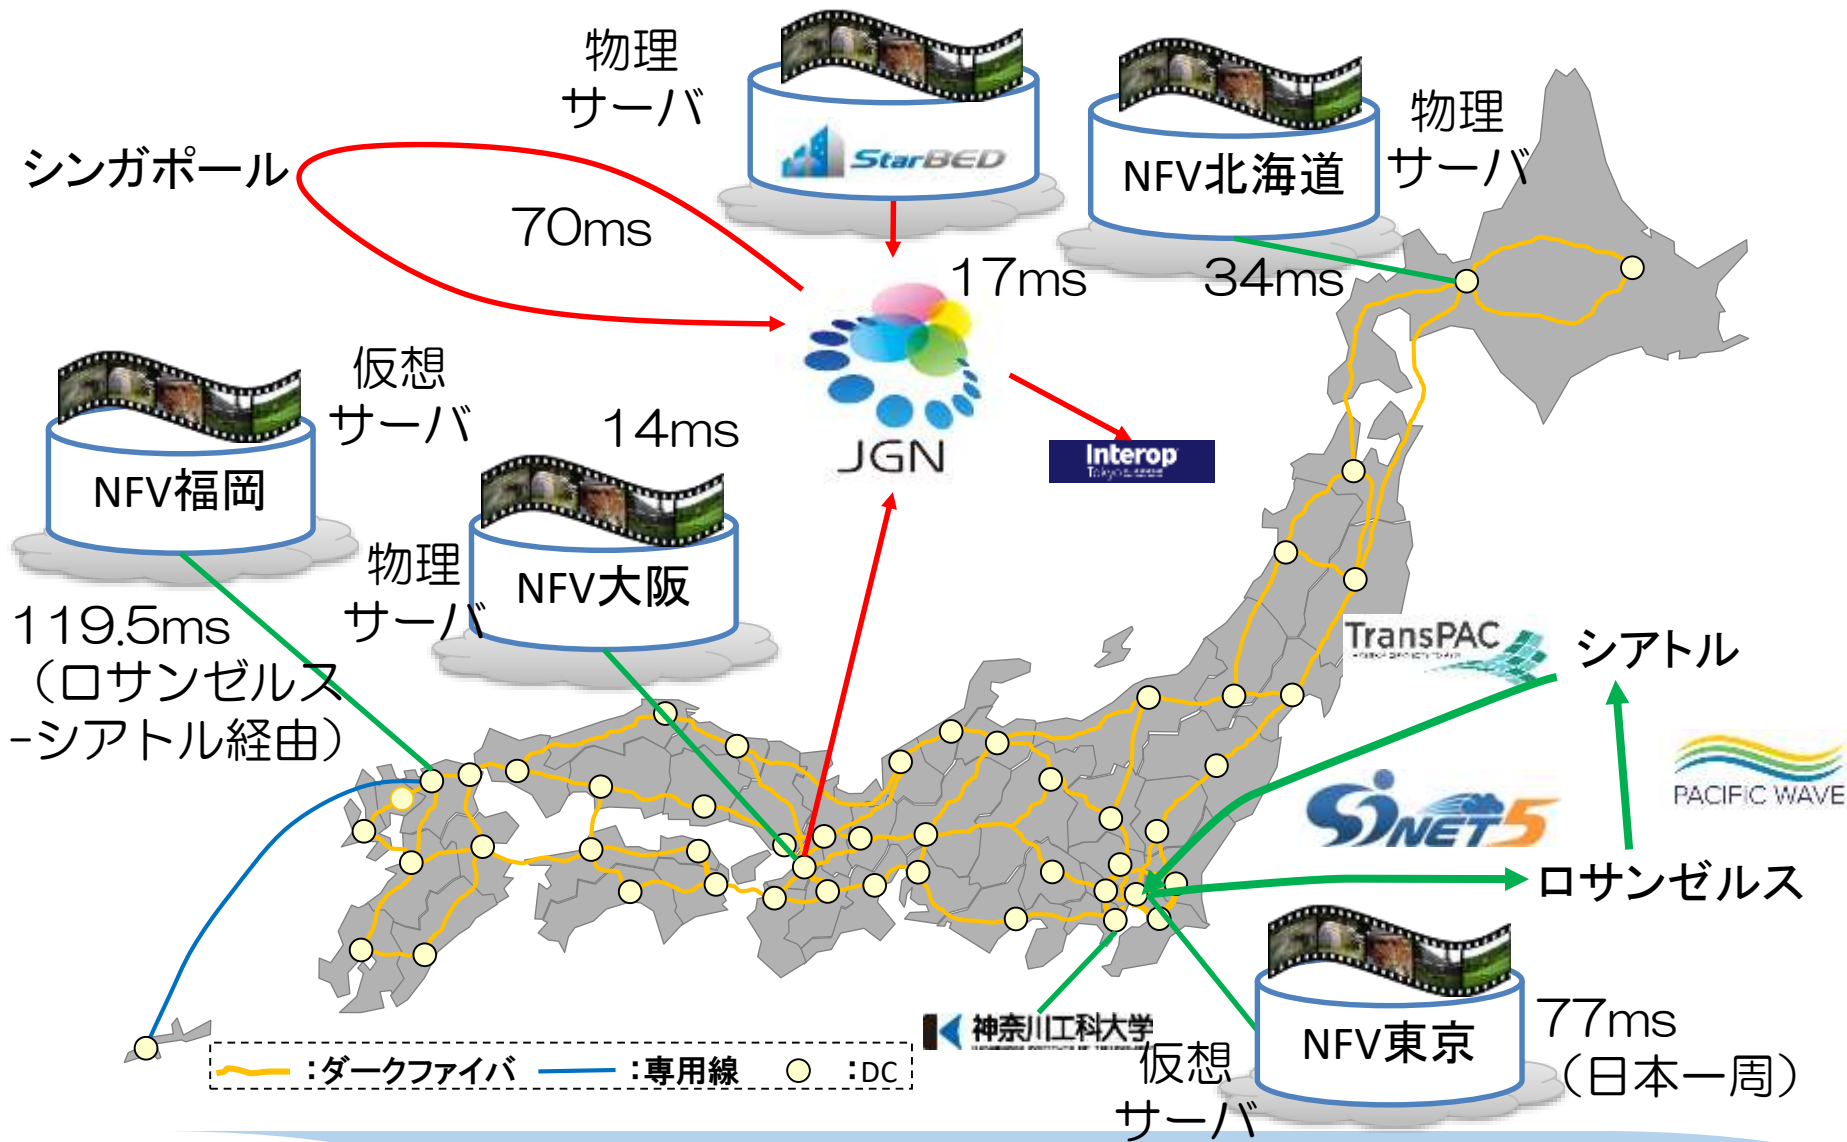 物理
サーバ
StarBED
NFV北海道
物理
サーバ
シンガポール
70ms
17ms
34ms
JGN
Interop
Tokyo
仮想
サーバ
NFV福岡
14ms
物理
サーバ
NFV大阪
119.5ms
（ロサンゼルス
-シアトル経由）
TransPAC
シアトル
SINET5
PACIFIC WAVE
ロサンゼルス
神奈川工科大学
仮想
サーバ
NFV東京
77ms
（日本一周）
：ダークファイバ ：専用線 ：DC